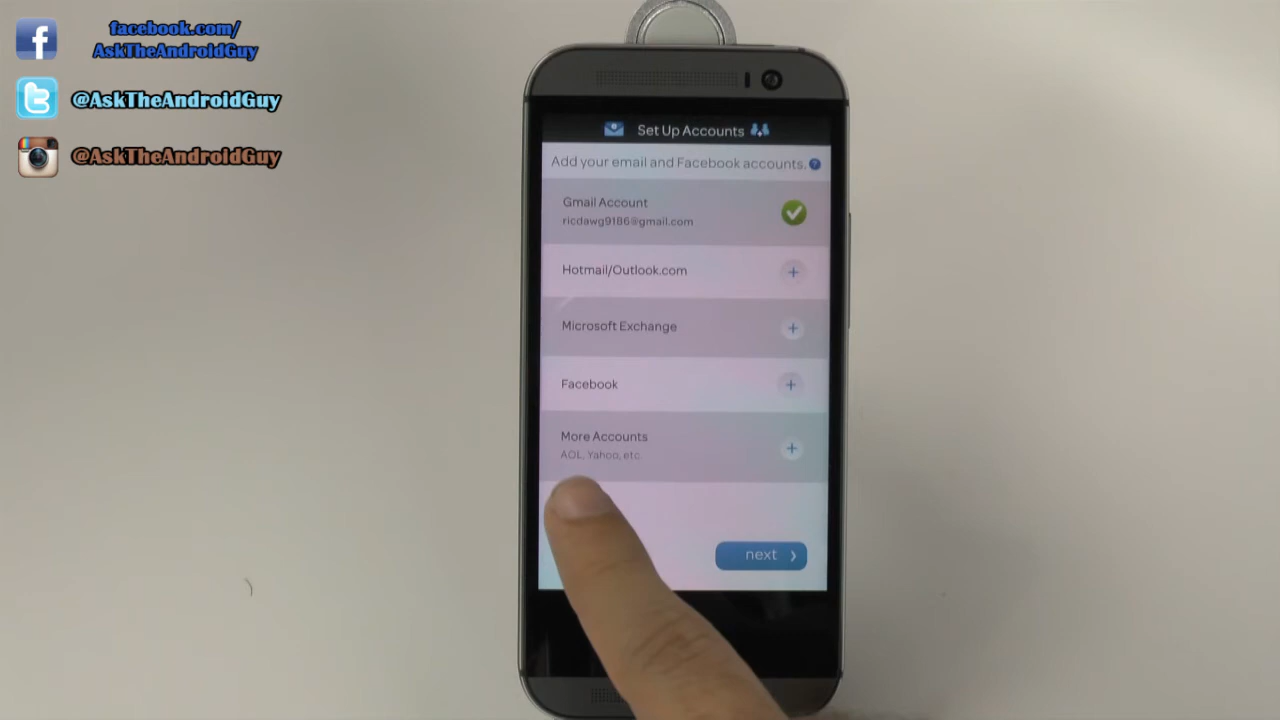 facebook.com/
AskTheAndroidGuy
@AskTheAndroidGuy
@AskTheAndroidGuy
Set Up Accounts
Add your email and Facebook accounts. ?
Gmail Account
ricdawg9186@gmail.com
Hotmail/Outlook.com
Microsoft Exchange
Facebook
More Accounts
AOL, Yahoo, etc
next